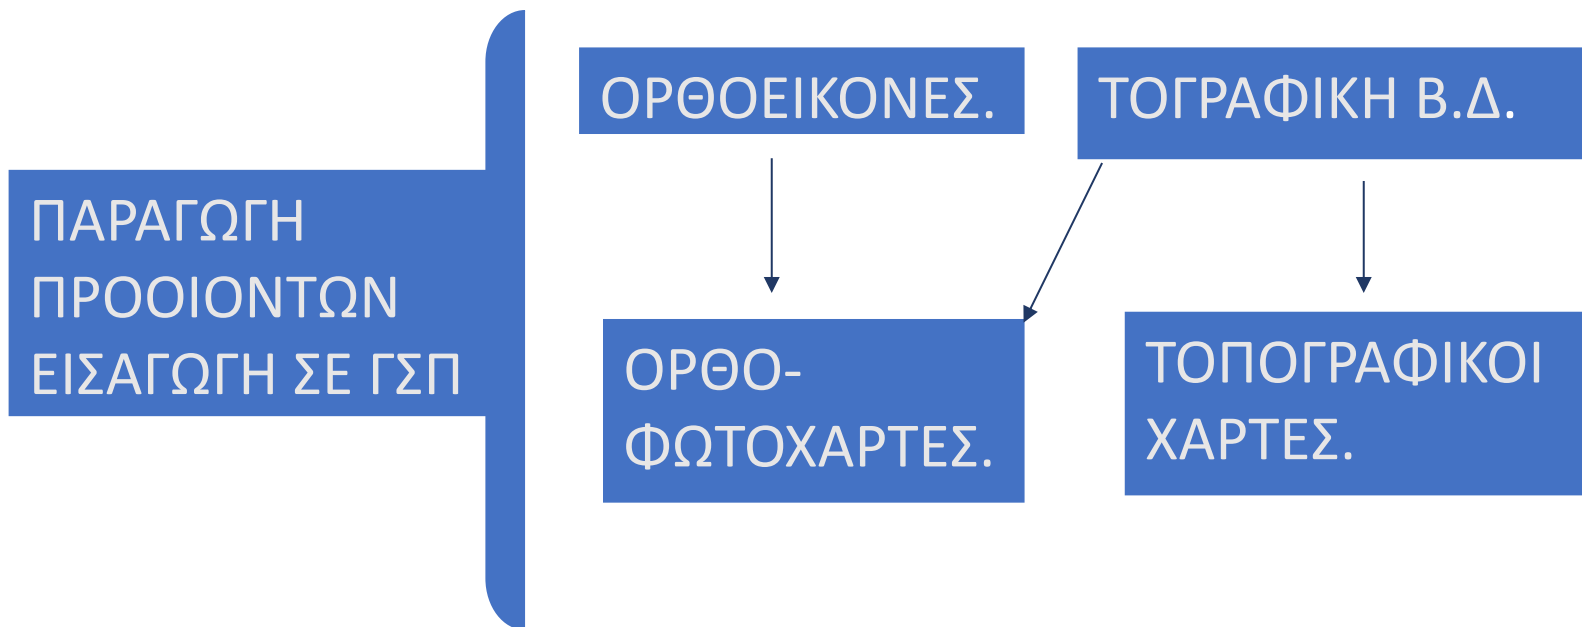 ΠΑΡΑΓΩΓΗ
ΠΡΟΟΙΟΝΤΩΝ
ΕΙΣΑΓΩΓΗ ΣΕ ΓΣΠ
ΟΡΘΟΕΙΚΟΝΕΣ.
ΤΟΓΡΑΦΙΚΗ Β.Δ.
ΟΡΘΟ-
ΦΩΤΟΧΑΡΤΕΣ.
ΤΟΠΟΓΡΑΦΙΚΟΙ
ΧΑΡΤΕΣ.